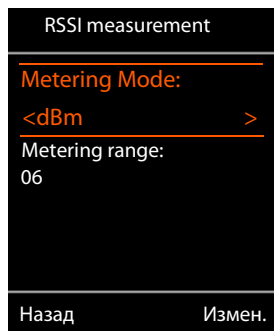 RSSI measurement
Metering Mode:
<dBm >
Metering range:
06
Назад Измен.